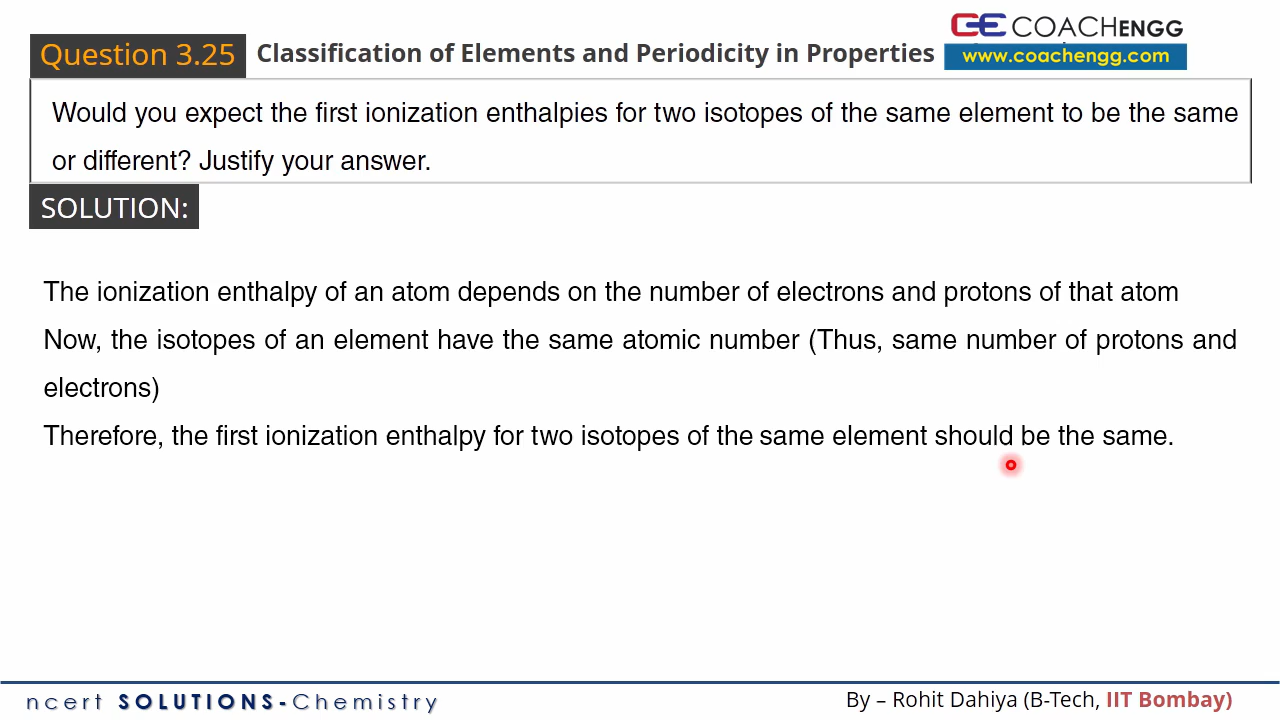 COACHENGG
Question 3.25 Classification of Elements and Periodicity in Properties
www.coachengg.com
Would you expect the first ionization enthalpies for two isotopes of the same element to be the same
or different? Justify your answer.
SOLUTION:
The ionization enthalpy of an atom depends on the number of electrons and protons of that atom
Now, the isotopes of an element have the same atomic number (Thus, same number of protons and
electrons)
Therefore, the first ionization enthalpy for two isotopes of the same element should be the same.
ncert SOLUTIONS-Chemistry
By – Rohit Dahiya (B-Tech, IIT Bombay)